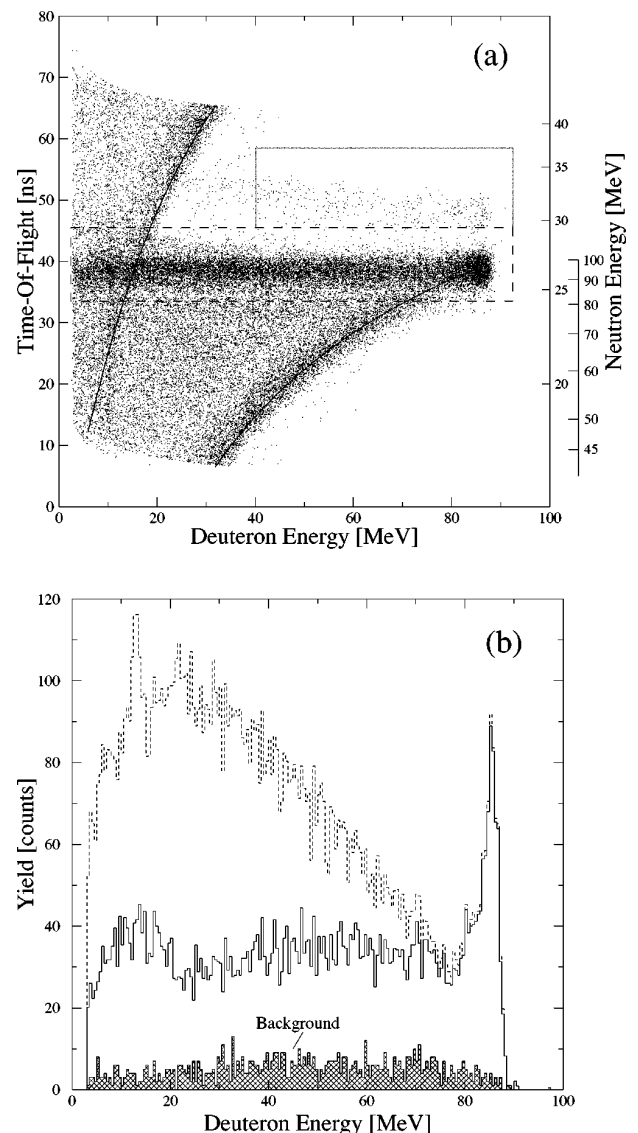 (a)
Time-Of-Flight [ns]
80
70
60
50
40
30
20
10
0
0 20 40 60 80 100
Deuteron Energy [MeV]
40
35
30
25
20
100
90
80
70
60
50
45
Neutron Energy [MeV]
(b)
Yield [counts]
120
100
80
60
40
20
0
Background
0 20 40 60 80 100
Deuteron Energy [MeV]